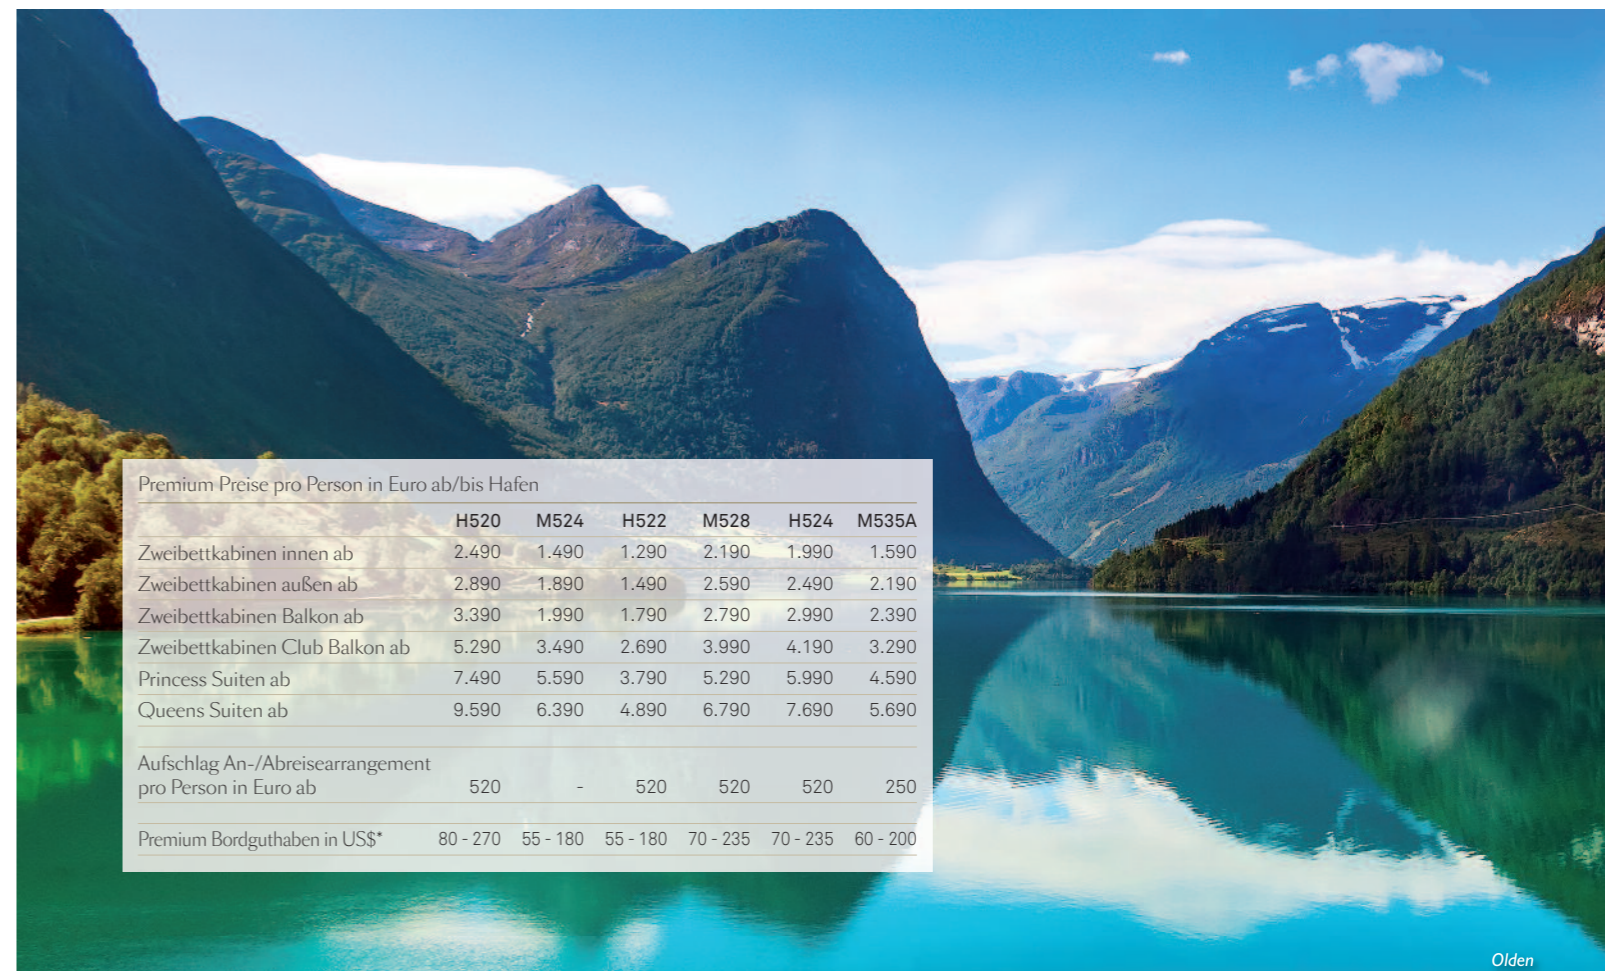 Premium Preise pro Person in Euro ab/bis Hafen
H520 M524 H522 M528 H524 M535A
Zweibettkabinen innen ab 2.490 1.490 1.290 2.190 1.990 1.590
Zweibettkabinen außen ab 2.890 1.890 1.490 2.590 2.490 2.190
Zweibettkabinen Balkon ab 3.390 1.990 1.790 2.790 2.990 2.390
Zweibettkabinen Club Balkon ab 5.290 3.490 2.690 3.990 4.190 3.290
Princess Suiten ab 7.490 5.590 3.790 5.290 5.990 4.590
Queens Suiten ab 9.590 6.390 4.890 6.790 7.690 5.690
Aufschlag An-/Abreisearrangement
pro Person in Euro ab 520 - 520 520 520 250
Premium Bordguthaben in US$* 80 - 270 55 - 180 55 - 180 70 - 235 70 - 235 60 - 200
Olden